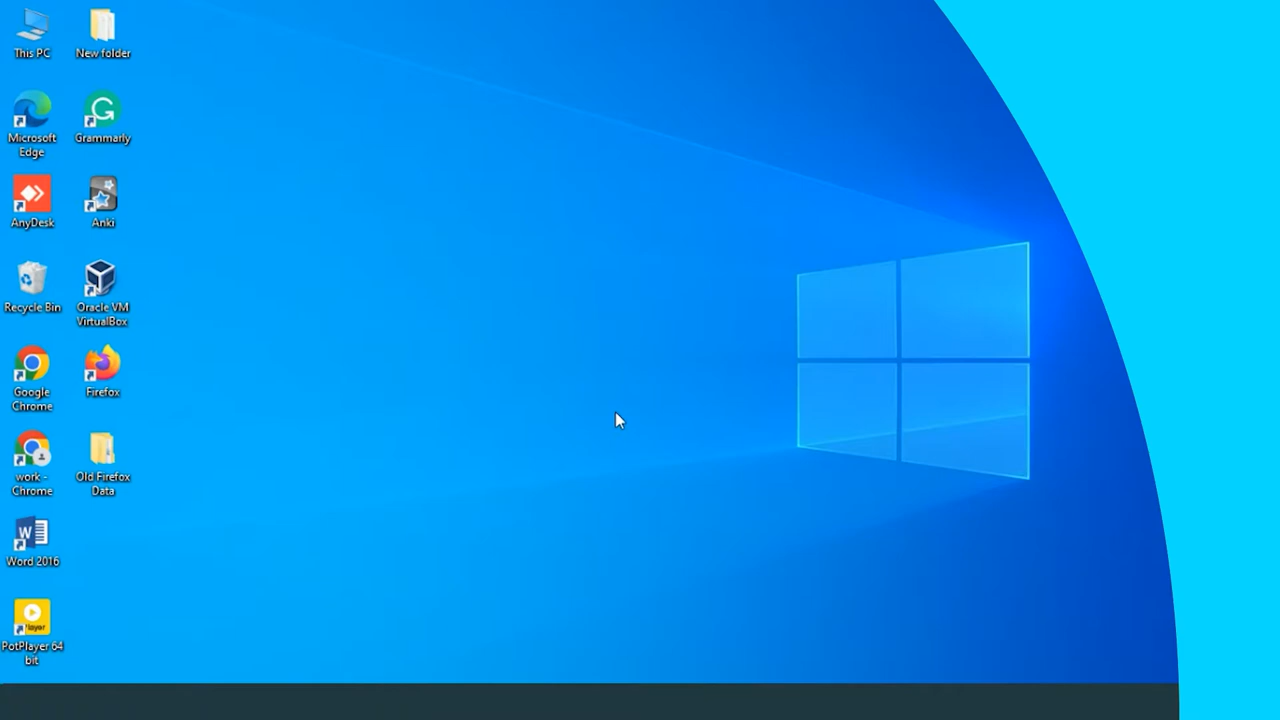 This PC
New folder
Microsoft
Edge
Grammarly
AnyDesk
Anki
Recycle Bin
Oracle VM
VirtualBox
Google
Chrome
Firefox
work -
Chrome
Old Firefox
Data
Word 2016
PotPlayer 64
bit